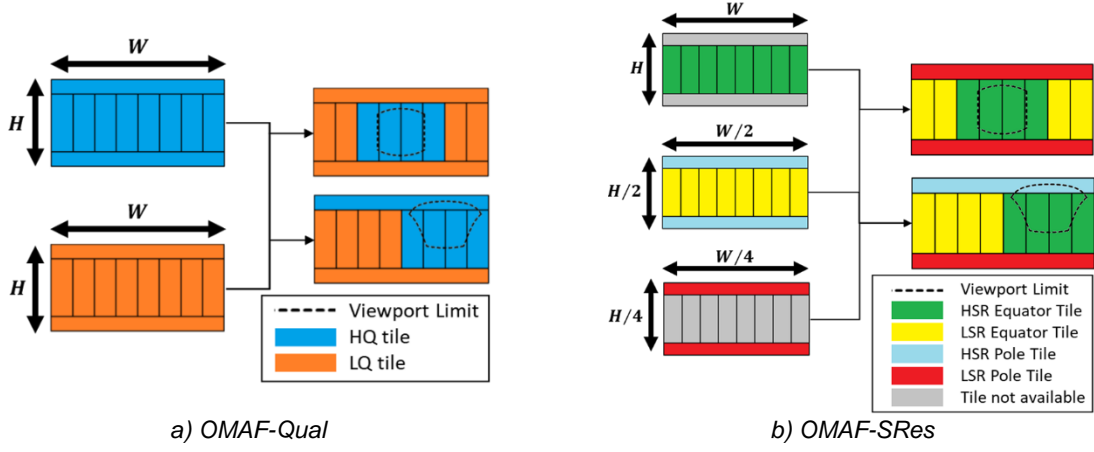 W
H
W
H
Viewport Limit
HQ tile
LQ tile
a) OMAF-Qual
W
H
W/2
H/2
W/4
H/4
Viewport Limit
HSR Equator Tile
LSR Equator Tile
HSR Pole Tile
LSR Pole Tile
Tile not available
b) OMAF-SRes